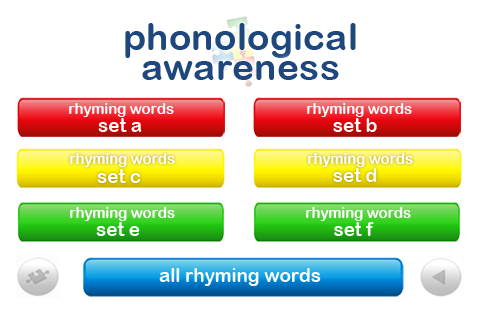 phonological
awareness
rhyming words
set a
rhyming words
set b
rhyming words
set c
rhyming words
set d
rhyming words
set e
rhyming words
set f
all rhyming words